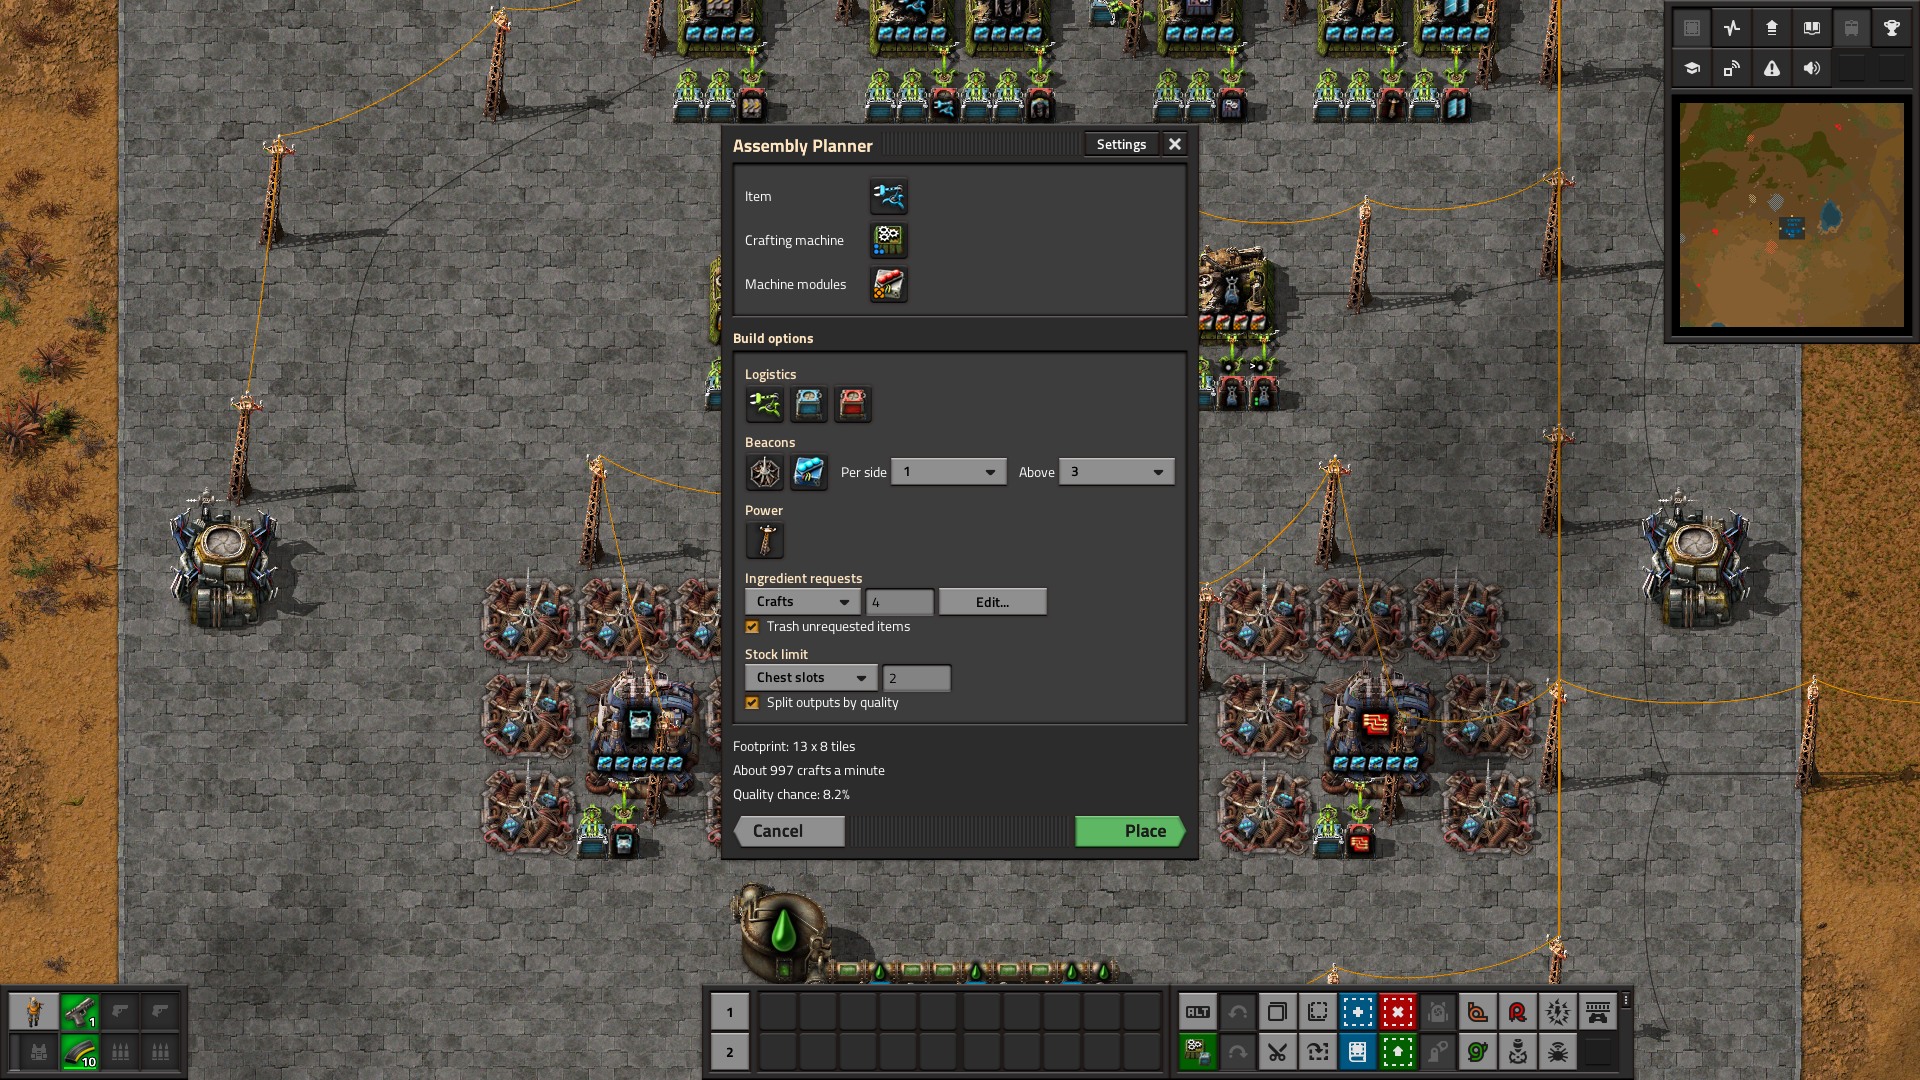 Assembly Planner
Settings
Item
Crafting machine
Machine modules
Build options
Logistics
Beacons
Per side 1 Above 3
Power
Ingredient requests
Crafts 4 Edit...
Trash unrequested items
Stock limit
Chest slots 2
Split outputs by quality
Footprint: 13 x 8 tiles
About 997 crafts a minute
Quality chance: 8.2%
Cancel Place
1
10
1
2
ALT